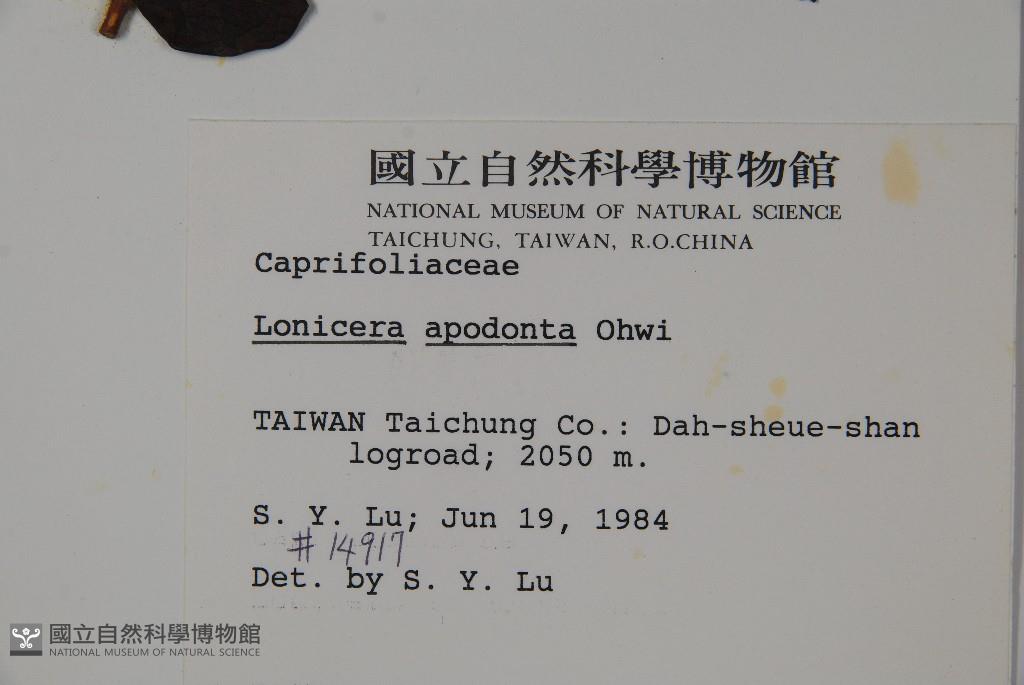 國立自然科學博物館
NATIONAL MUSEUM OF NATURAL SCIENCE
TAICHUNG, TAIWAN, R.O.CHINA
Caprifoliaceae
Lonicera apodonta Ohwi
TAIWAN Taichung Co.: Dah-sheue-shan
logroad; 2050 m.
S. Y. Lu; Jun 19, 1984
# 14917
Det. by S. Y. Lu
國立自然科學博物館
NATIONAL MUSEUM OF NATURAL SCIENCE